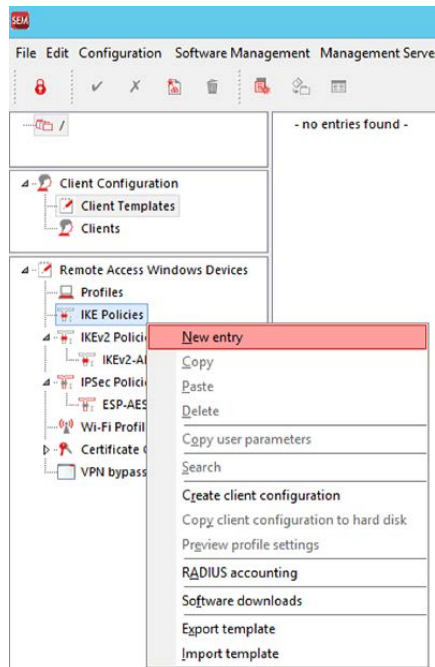 SEM
File Edit Configuration Software Management Management Serve
/
- no entries found -
Client Configuration
Client Templates
Clients
Remote Access Windows Devices
Profiles
IKE Policies
IKEv2 Polici
IKEv2-A
IPSec Polici
ESP-AES
Wi-Fi Profil
Certificate
VPN bypass
New entry
Copy
Paste
Delete
Copy user parameters
Search
Create client configuration
Copy client configuration to hard disk
Preview profile settings
RADIUS accounting
Software downloads
Export template
Import template